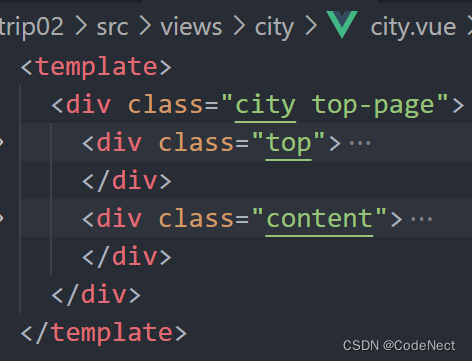 trip02 > src > views > city > city.vue >
<template>
<div class="city top-page">
<div class="top">···
</div>
<div class="content">···
</div>
</div>
</template>
CSDN @CodeNect